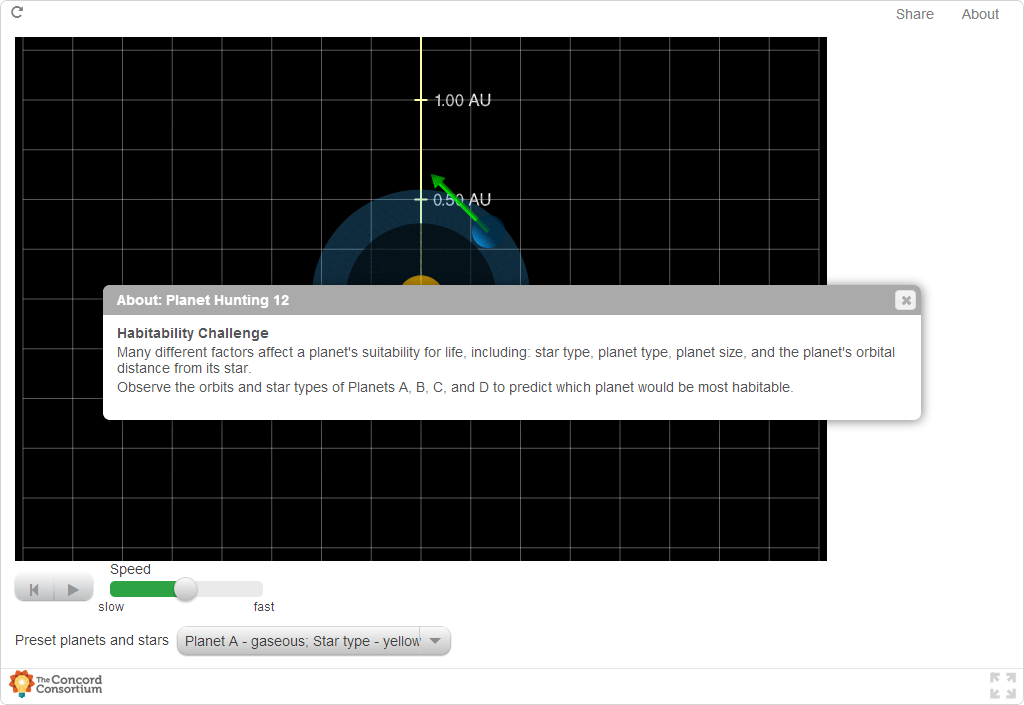 Share About
1.00 AU
0.50 AU
About: Planet Hunting 12
Habitability Challenge
Many different factors affect a planet's suitability for life, including: star type, planet type, planet size, and the planet's orbital
distance from its star.
Observe the orbits and star types of Planets A, B, C, and D to predict which planet would be most habitable.
Speed
slow fast
Preset planets and stars Planet A - gaseous; Star type - yellow
The Concord
Consortium